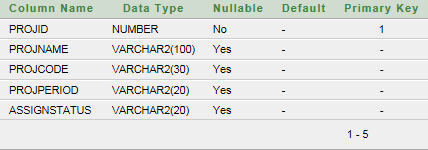 Column Name Data Type Nullable Default Primary Key
PROJID NUMBER No - 1
PROJNAME VARCHAR2(100) Yes - -
PROJCODE VARCHAR2(30) Yes - -
PROJPERIOD VARCHAR2(20) Yes - -
ASSIGNSTATUS VARCHAR2(20) Yes - -
1 - 5